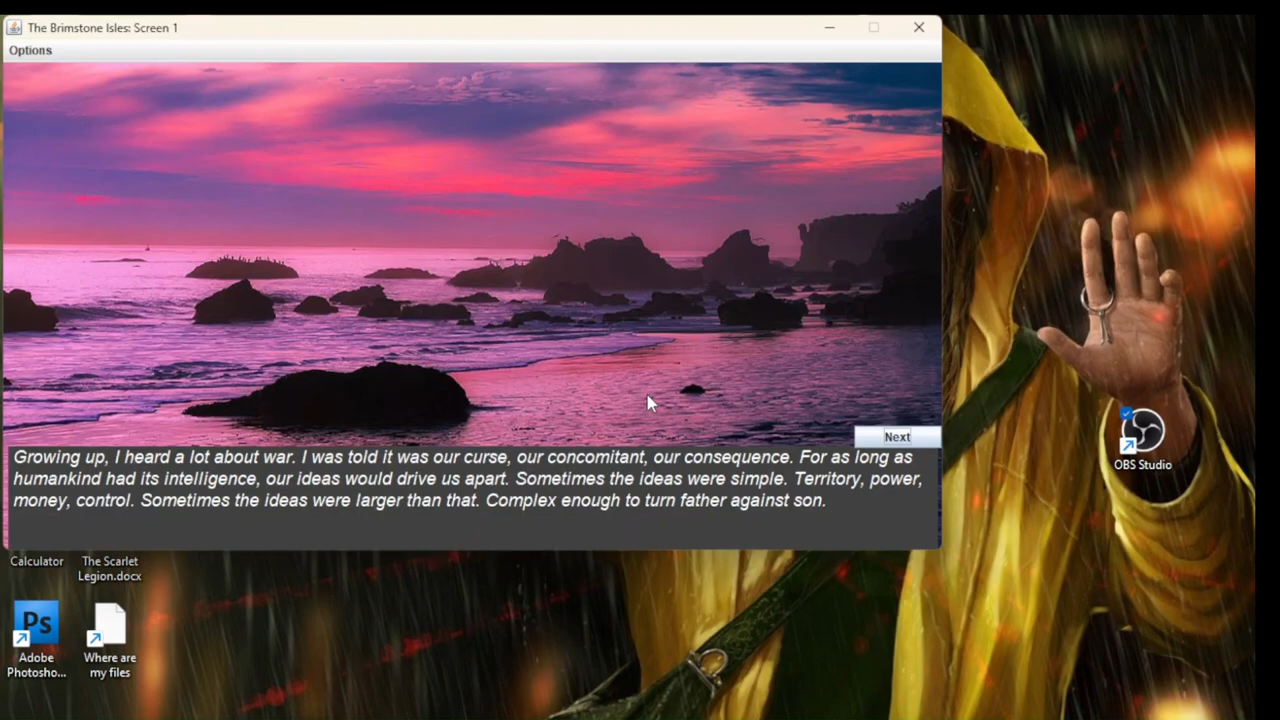 The Brimstone Isles: Screen 1
Options
Next
Growing up, I heard a lot about war. I was told it was our curse, our concomitant, our consequence. For as long as
humankind had its intelligence, our ideas would drive us apart. Sometimes the ideas were simple. Territory, power,
money, control. Sometimes the ideas were larger than that. Complex enough to turn father against son.
OBS Studio
Calculator
The Scarlet
Legion.docx
Ps
Adobe
Photosho...
Where are
my files